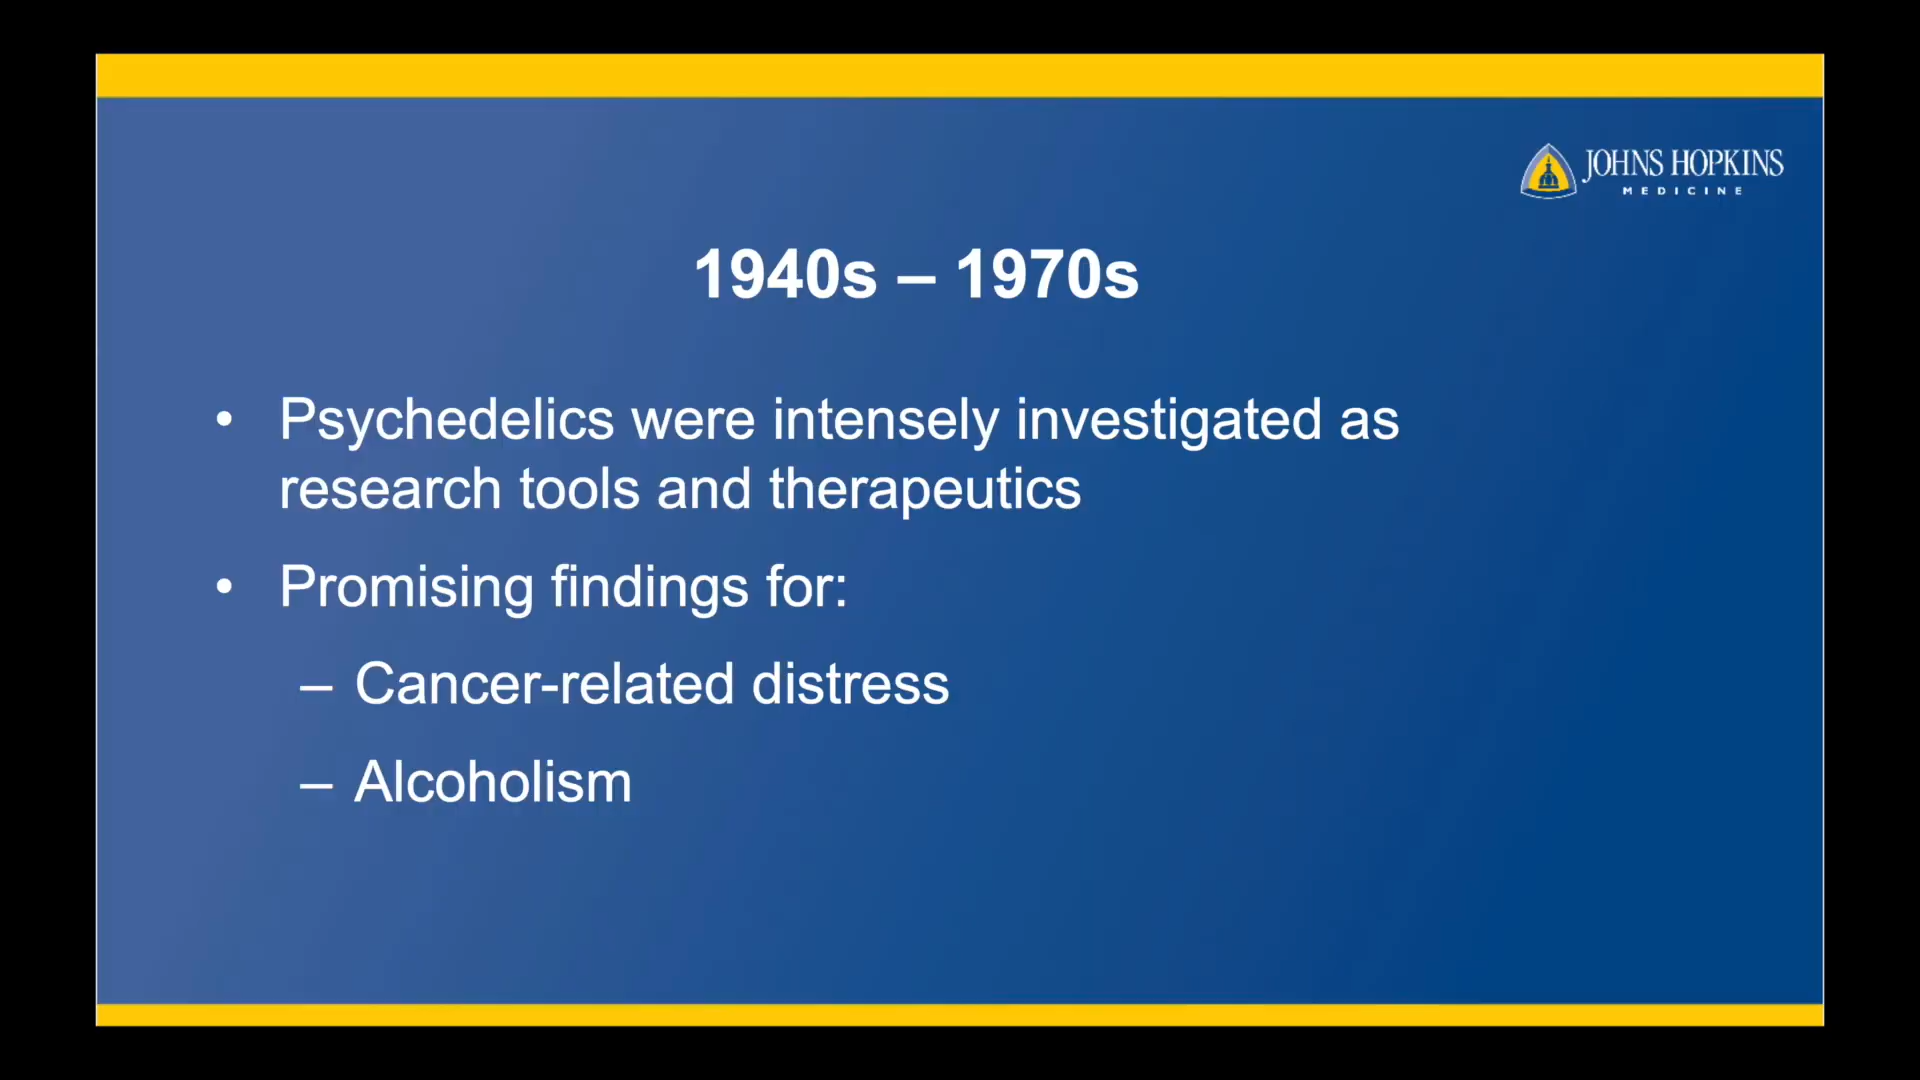 JOHNS HOPKINS
MEDICINE
1940s – 1970s
• Psychedelics were intensely investigated as
research tools and therapeutics
• Promising findings for:
– Cancer-related distress
– Alcoholism